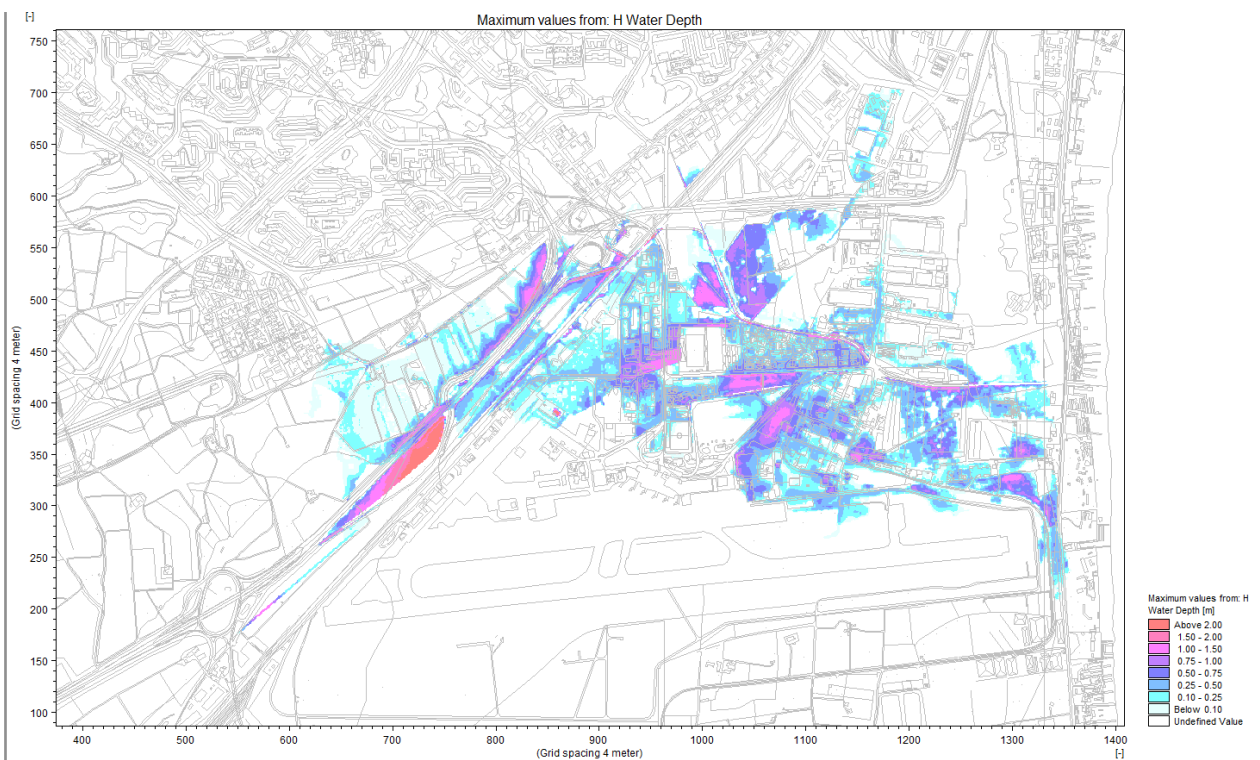 [-]
Maximum values from: H Water Depth
750
700
650
600
550
500
450
400
350
300
250
200
150
100
(Grid spacing 4 meter)
400 500 600 700 800 900 1000 1100 1200 1300 1400
(Grid spacing 4 meter)
[-]
Maximum values from: H
Water Depth [m]
Above 2.00
1.50 - 2.00
1.00 - 1.50
0.75 - 1.00
0.50 - 0.75
0.25 - 0.50
0.10 - 0.25
Below 0.10
Undefined Value